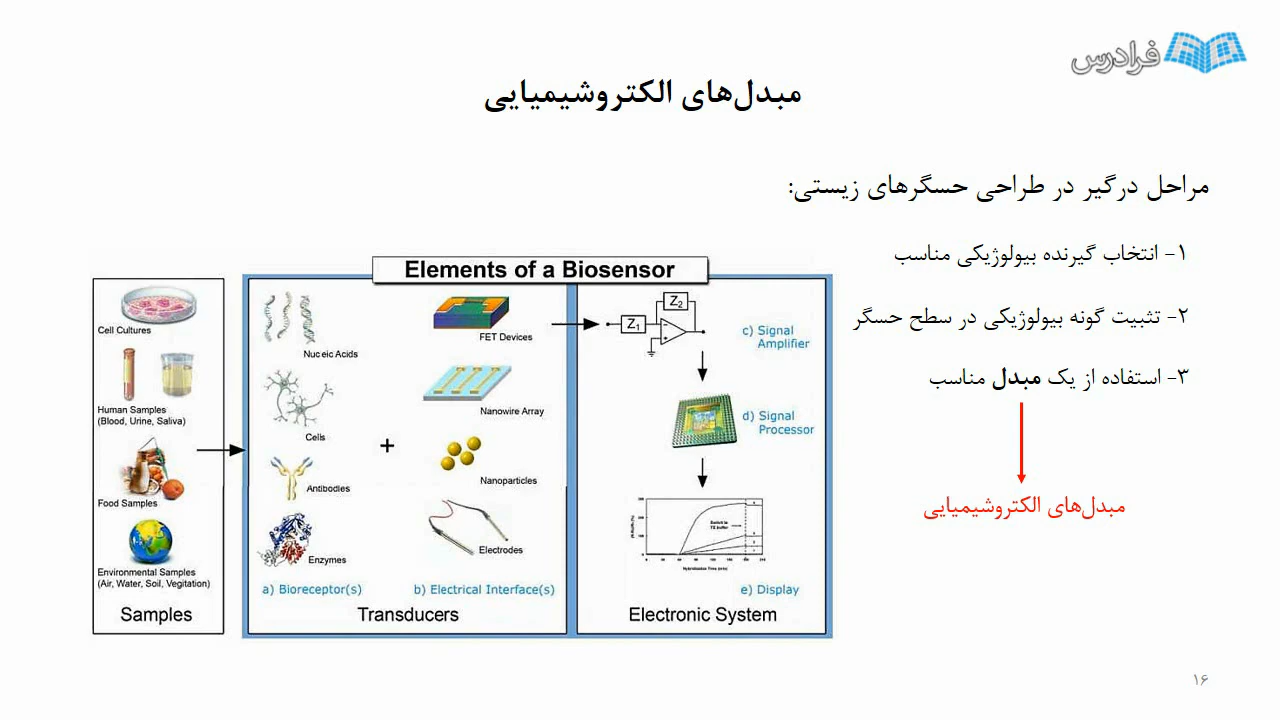 فرادرس
مبدل‌های الکتروشیمیایی
مراحل درگیر در طراحی حسگرهای زیستی:
۱- انتخاب گیرنده بیولوژیکی مناسب
۲- تثبیت گونه بیولوژیکی در سطح حسگر
۳- استفاده از یک مبدل مناسب
مبدل‌های الکتروشیمیایی
Elements of a Biosensor
Cell Cultures
Human Samples
(Blood, Urine, Saliva)
Food Samples
Environmental Samples
(Air, Water, Soil, Vegitation)
Samples
Nuc eic Acids
Cells
Antibodies
Enzymes
a) Bioreceptor(s)
+
FET Devices
Nanowire Array
Nanoparticles
Electrodes
b) Electrical Interface(s)
Transducers
Z1
Z2
c) Signal
Amplifier
d) Signal
Processor
e) Display
Electronic System
۱۶